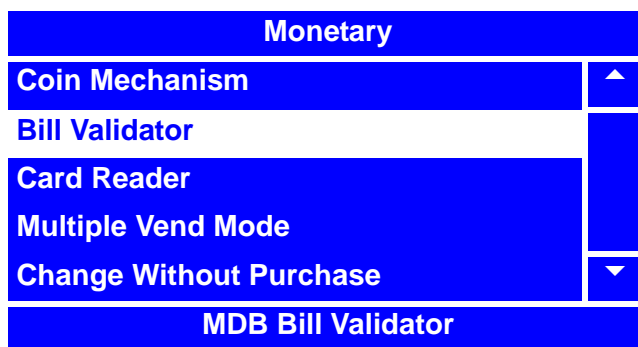 Monetary
Coin Mechanism
Bill Validator
Card Reader
Multiple Vend Mode
Change Without Purchase
MDB Bill Validator